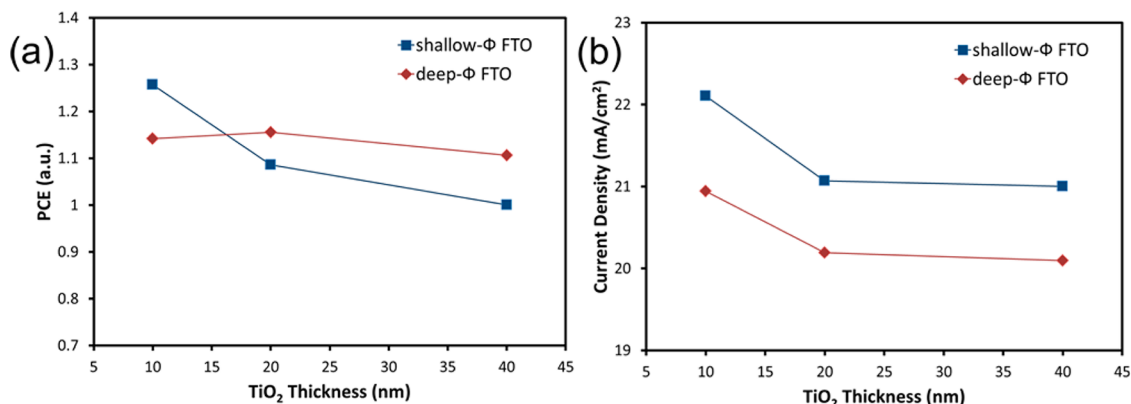 (a)
PCE (a.u.)
1.4
1.3
1.2
1.1
1
0.9
0.8
0.7
shallow-Φ FTO
deep-Φ FTO
5 10 15 20 25 30 35 40 45
TiO₂ Thickness (nm)
(b)
Current Density (mA/cm²)
23
22
21
20
19
shallow-Φ FTO
deep-Φ FTO
5 10 15 20 25 30 35 40 45
TiO₂ Thickness (nm)